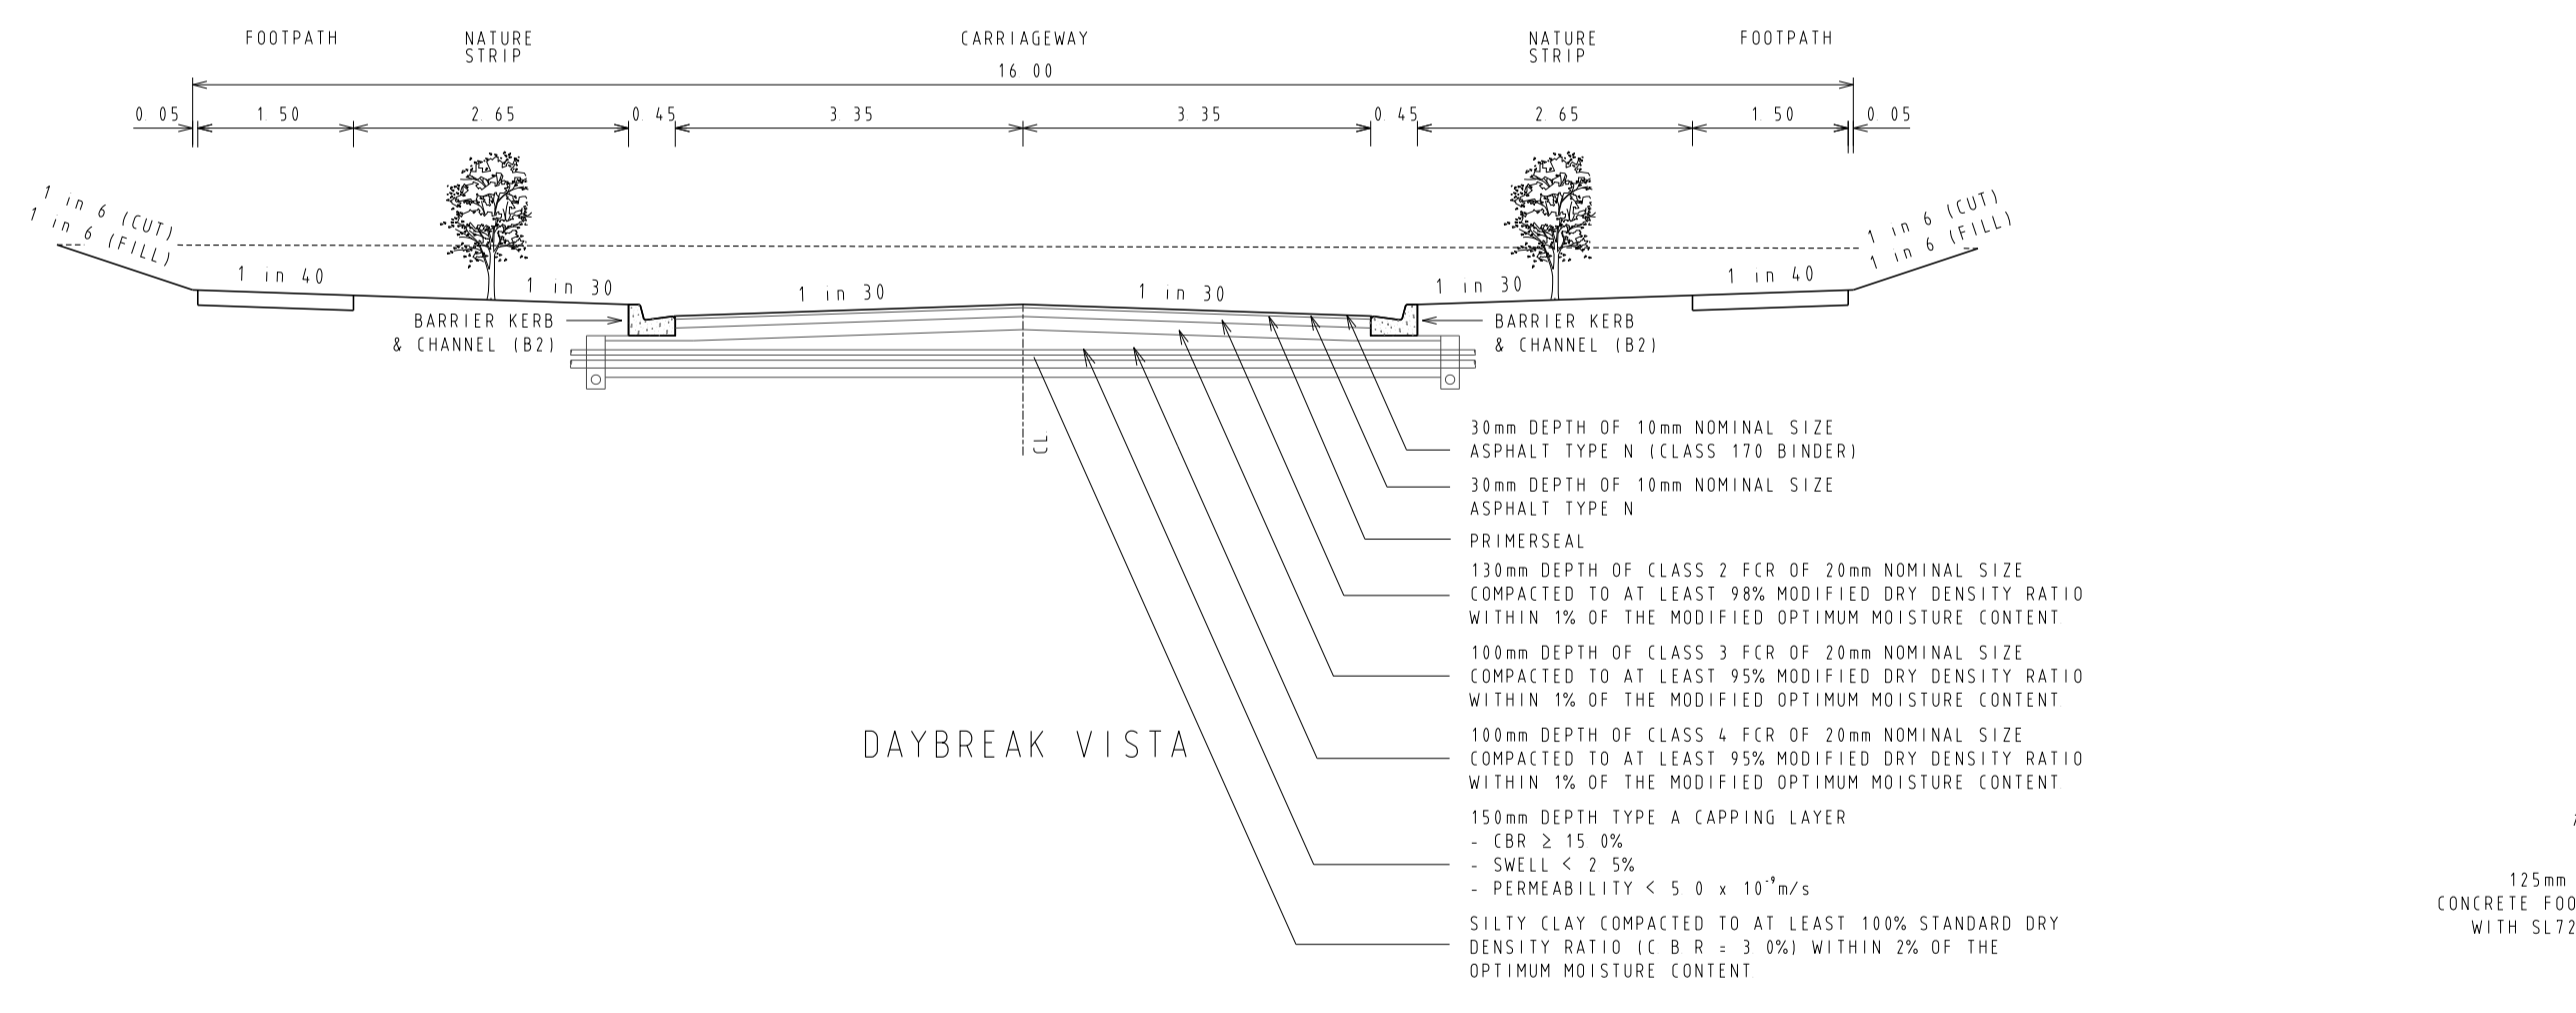 FOOTPATH
NATURE
STRIP
CARRIAGEWAY
NATURE
STRIP
FOOTPATH
16.00
0.05
1.50
2.65
0.45
3.35
3.35
0.45
2.65
1.50
0.05
1 in 6 (CUT)
1 in 6 (FILL)
1 in 6 (CUT)
1 in 6 (FILL)
1 in 40
1 in 30
1 in 30
1 in 30
1 in 30
1 in 40
BARRIER KERB
& CHANNEL (B2)
BARRIER KERB
& CHANNEL (B2)
CL
30mm DEPTH OF 10mm NOMINAL SIZE
ASPHALT TYPE N (CLASS 170 BINDER)
30mm DEPTH OF 10mm NOMINAL SIZE
ASPHALT TYPE N
PRIMERSEAL
130mm DEPTH OF CLASS 2 FCR OF 20mm NOMINAL SIZE
COMPACTED TO AT LEAST 98% MODIFIED DRY DENSITY RATIO
WITHIN 1% OF THE MODIFIED OPTIMUM MOISTURE CONTENT.
100mm DEPTH OF CLASS 3 FCR OF 20mm NOMINAL SIZE
COMPACTED TO AT LEAST 95% MODIFIED DRY DENSITY RATIO
WITHIN 1% OF THE MODIFIED OPTIMUM MOISTURE CONTENT.
100mm DEPTH OF CLASS 4 FCR OF 20mm NOMINAL SIZE
COMPACTED TO AT LEAST 95% MODIFIED DRY DENSITY RATIO
WITHIN 1% OF THE MODIFIED OPTIMUM MOISTURE CONTENT.
DAYBREAK VISTA
150mm DEPTH TYPE A CAPPING LAYER
- CBR ≥ 15.0%
- SWELL < 2.5%
- PERMEABILITY < 5.0 x 10⁻⁹m/s
SILTY CLAY COMPACTED TO AT LEAST 100% STANDARD DRY
DENSITY RATIO (C.B.R = 3.0%) WITHIN 2% OF THE
OPTIMUM MOISTURE CONTENT.
125mm
CONCRETE FOO
WITH SL72